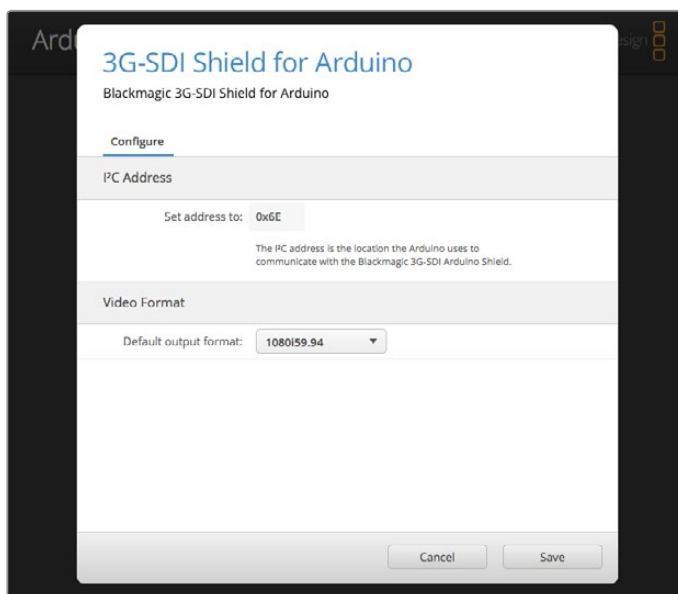 Ard
3G-SDI Shield for Arduino
Blackmagic 3G-SDI Shield for Arduino
Configure
I²C Address
Set address to: 0x6E
The I²C address is the location the Arduino uses to
communicate with the Blackmagic 3G-SDI Arduino Shield.
Video Format
Default output format: 1080i59.94
Cancel Save